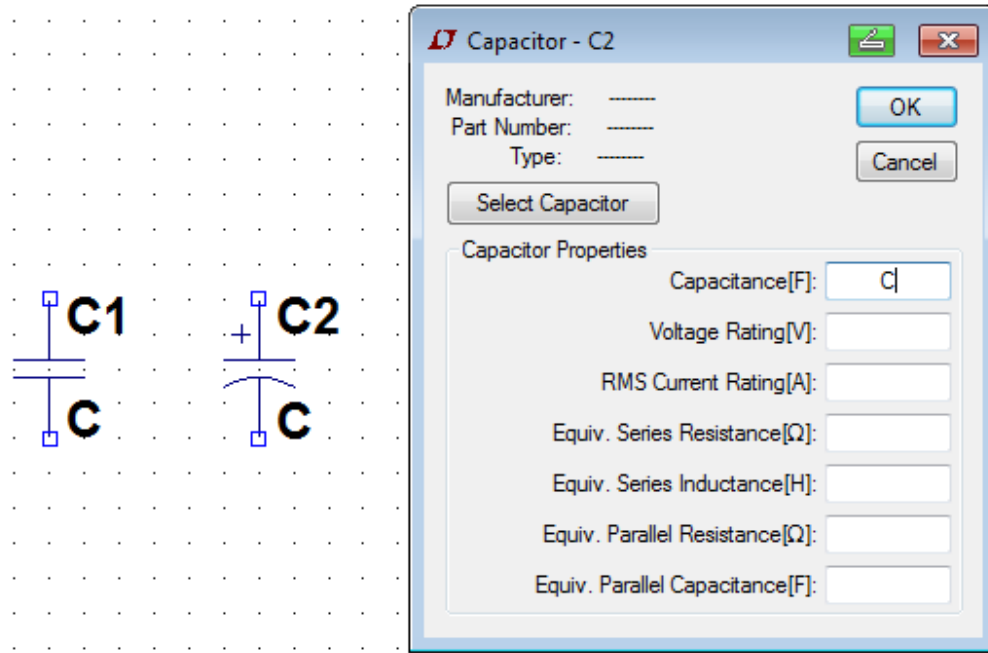 Capacitor - C2
Manufacturer: --------
Part Number: --------
Type: --------
OK
Cancel
Select Capacitor
Capacitor Properties
Capacitance[F]: C
Voltage Rating[V]:
RMS Current Rating[A]:
Equiv. Series Resistance[Ω]:
Equiv. Series Inductance[H]:
Equiv. Parallel Resistance[Ω]:
Equiv. Parallel Capacitance[F]:
C1
C
+
C2
C